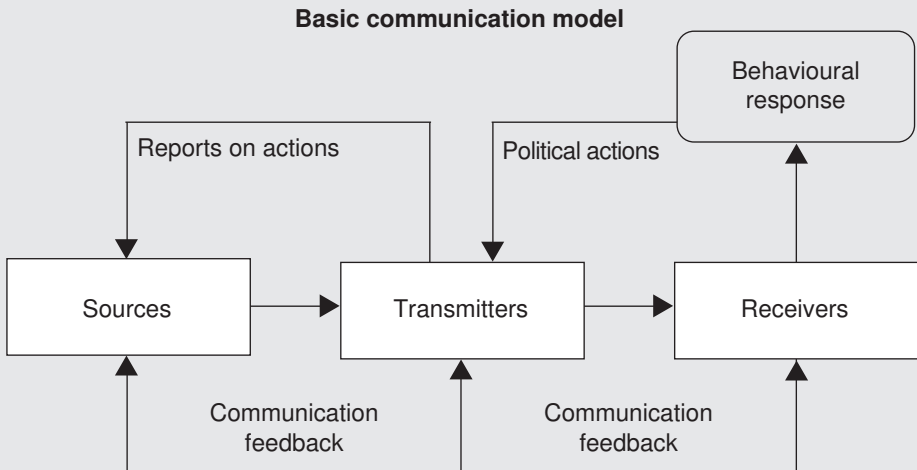 Basic communication model
Behavioural
response
Reports on actions
Political actions
Sources
Transmitters
Receivers
Communication
feedback
Communication
feedback